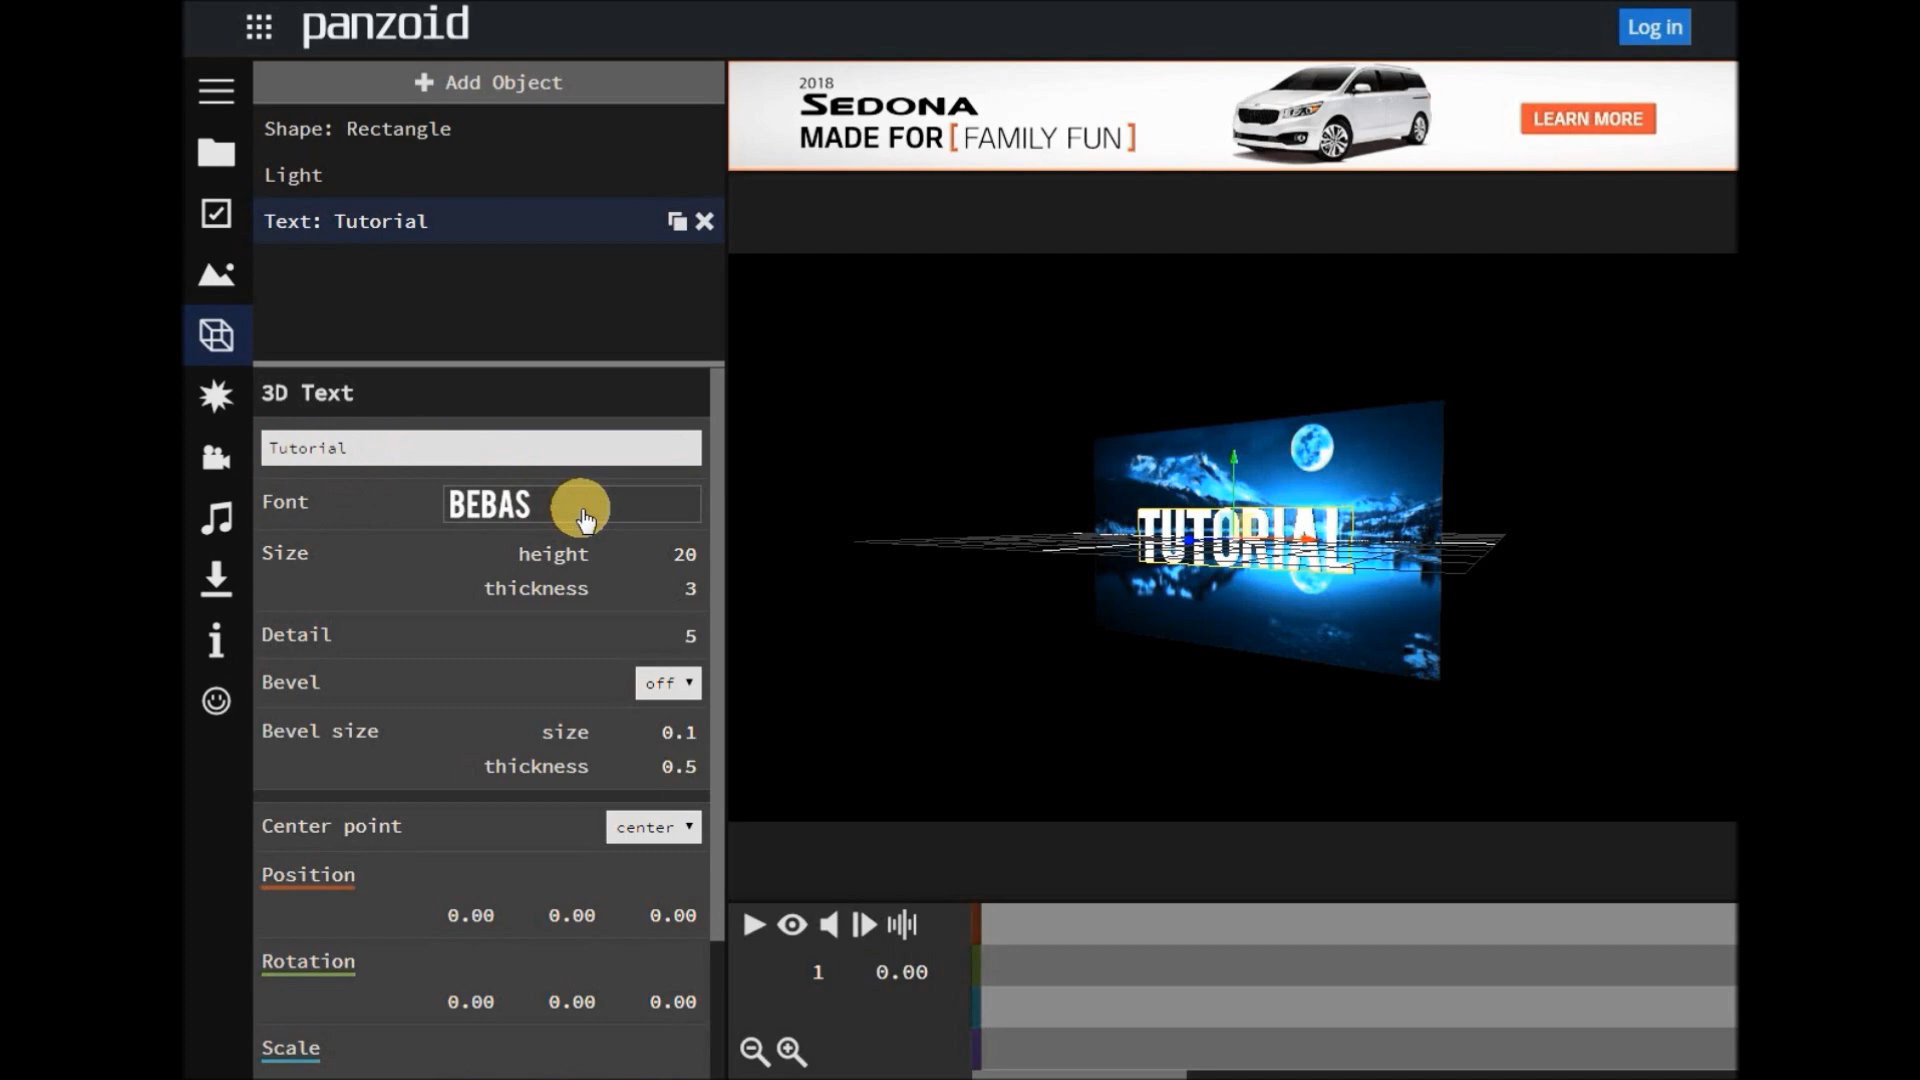 panzoid
Log in
Add Object
Shape: Rectangle
Light
Text: Tutorial
2018
SEDONA
MADE FOR [FAMILY FUN]
LEARN MORE
3D Text
Tutorial
Font BEBAS
Size height 20
thickness 3
Detail 5
Bevel off
Bevel size size 0.1
thickness 0.5
Center point center
Position
0.00 0.00 0.00
Rotation
0.00 0.00 0.00
Scale
TUTORIAL
1 0.00